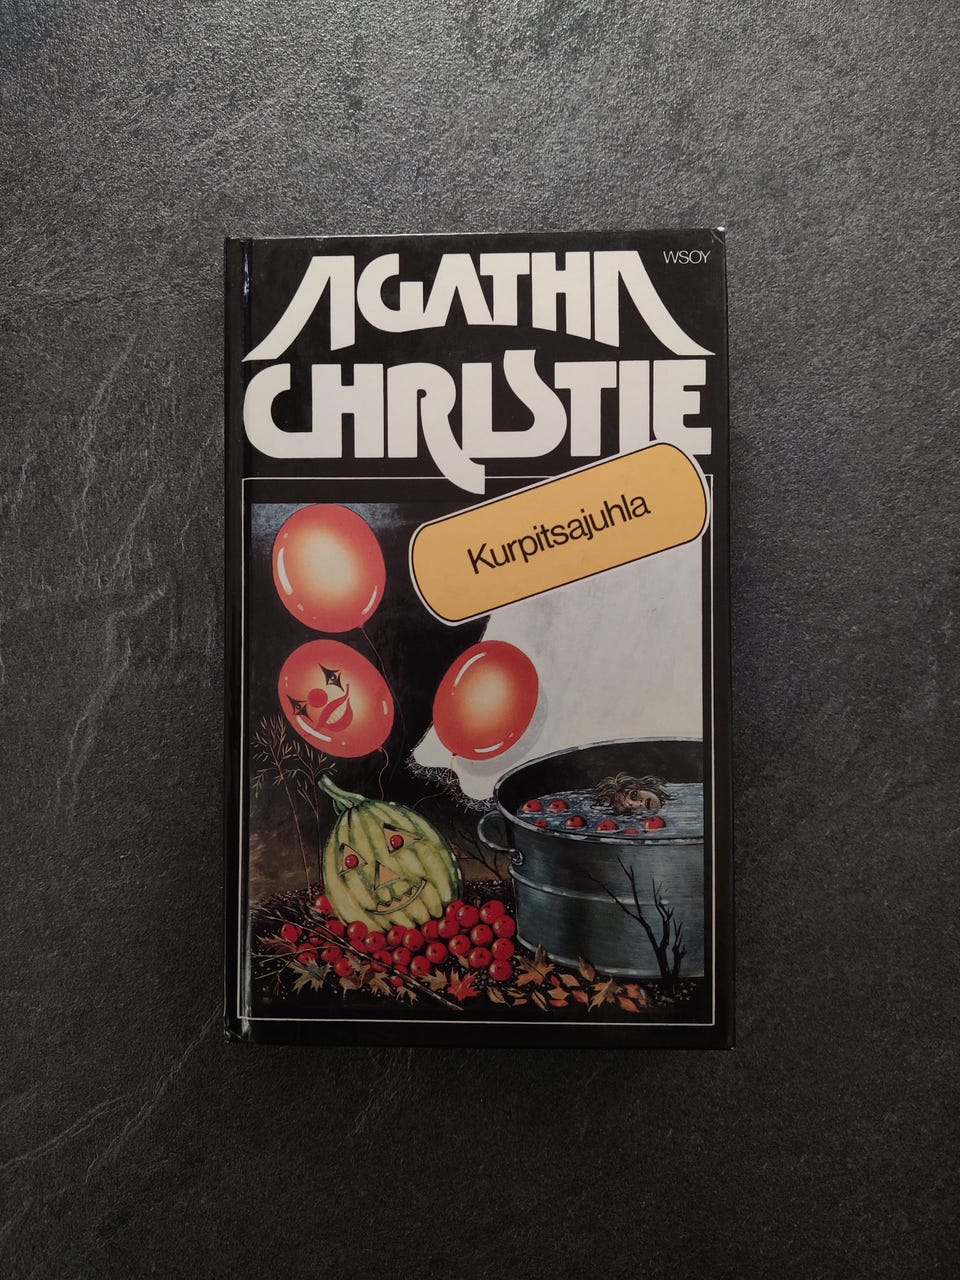 WSOY
AGATHA
CHRISTIE
Kurpitsajuhla